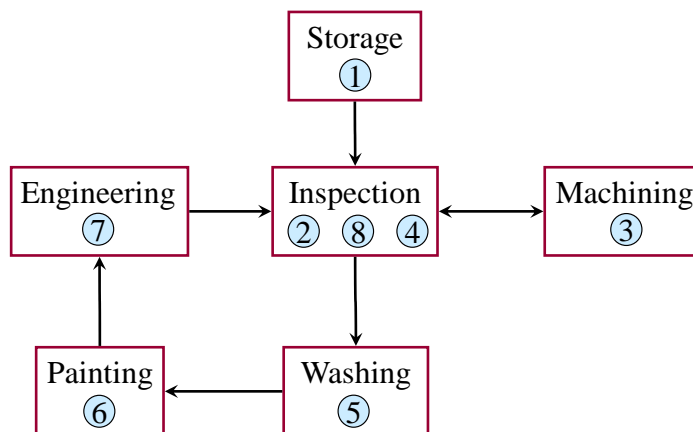 Storage
1
Engineering
7
Inspection
2 8 4
Machining
3
Painting
6
Washing
5